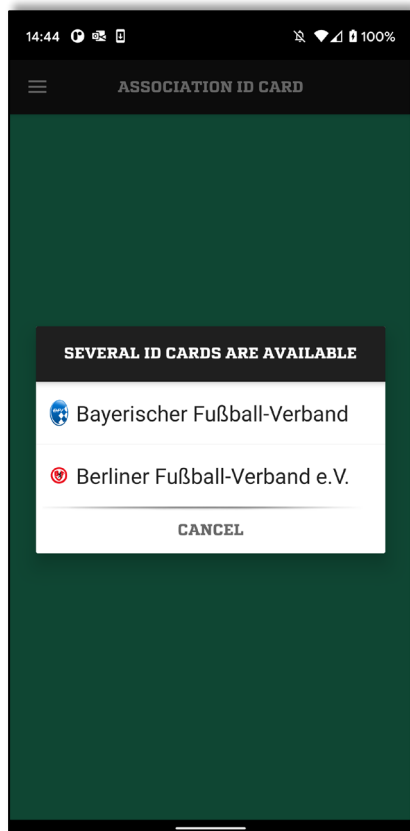 14:44 100%
ASSOCIATION ID CARD
SEVERAL ID CARDS ARE AVAILABLE
Bayerischer Fußball-Verband
Berliner Fußball-Verband e.V.
CANCEL